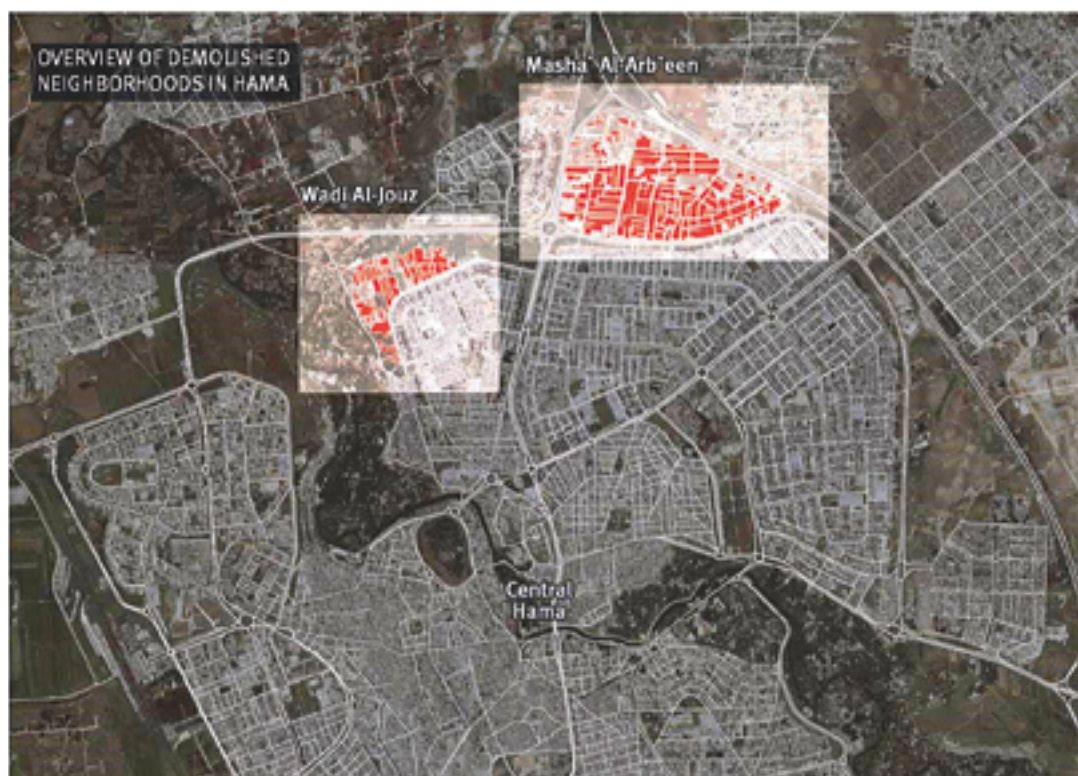 OVERVIEW OF DEMOLISHED
NEIGHBORHOODS IN HAMA
Masha' Al-Arb'een
Wadi Al-Jouz
Central
Hama